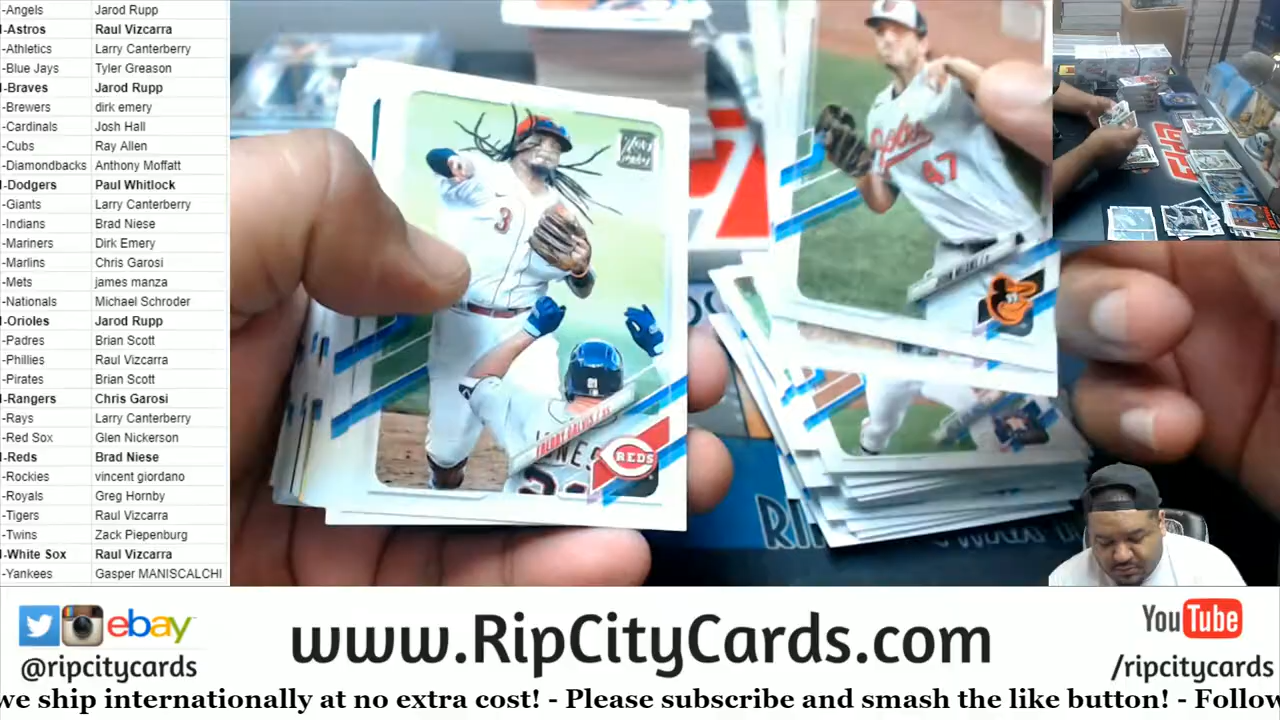 -Angels Jarod Rupp
-Astros Raul Vizcarra
-Athletics Larry Canterberry
-Blue Jays Tyler Greason
-Braves Jarod Rupp
-Brewers dirk emery
-Cardinals Josh Hall
-Cubs Ray Allen
-Diamondbacks Anthony Moffatt
-Dodgers Paul Whitlock
-Giants Larry Canterberry
-Indians Brad Niese
-Mariners Dirk Emery
-Marlins Chris Garosi
-Mets james manza
-Nationals Michael Schroder
-Orioles Jarod Rupp
-Padres Brian Scott
-Phillies Raul Vizcarra
-Pirates Brian Scott
-Rangers Chris Garosi
-Rays Larry Canterberry
-Red Sox Glen Nickerson
-Reds Brad Niese
-Rockies vincent giordano
-Royals Greg Hornby
-Tigers Raul Vizcarra
-Twins Zack Piepenburg
-White Sox Raul Vizcarra
-Yankees Gasper MANISCALCHI
3
REDS
47
ebay
@ripcitycards
www.RipCityCards.com
YouTube
/ripcitycards
we ship internationally at no extra cost! - Please subscribe and smash the like button! - Follow